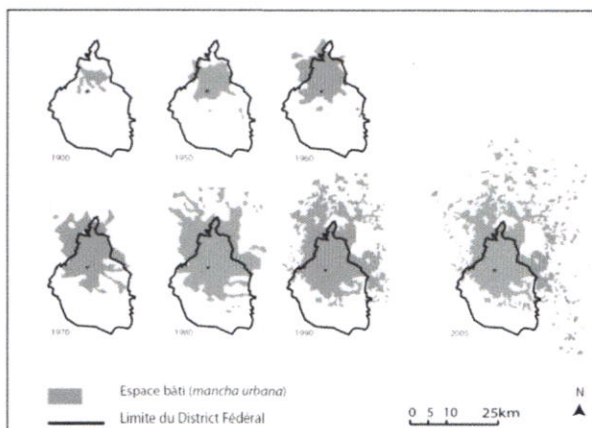 1900
1950
1960
1970
1980
1990
2005
Espace bâti (mancha urbana)
Limite du District Fédéral
0 5 10 25km
N